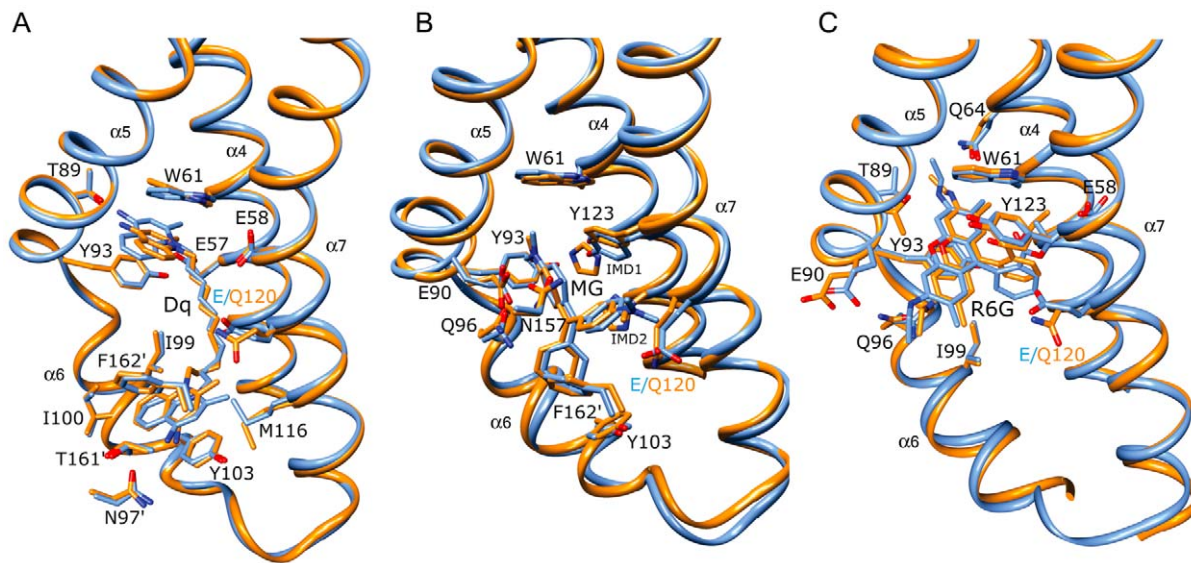 A
α5
α4
T89
W61
E58
Y93
E57
α7
Dq
E/Q120
I99
F162'
α6
I100
M116
T161'
Y103
N97'
B
α5
α4
W61
Y123
α7
Y93
IMD1
E90
MG
Q96
N157
IMD2
E/Q120
F162'
α6
Y103
C
Q64
α5
α4
W61
T89
E58
Y123
α7
Y93
E90
R6G
Q96
I99
E/Q120
α6